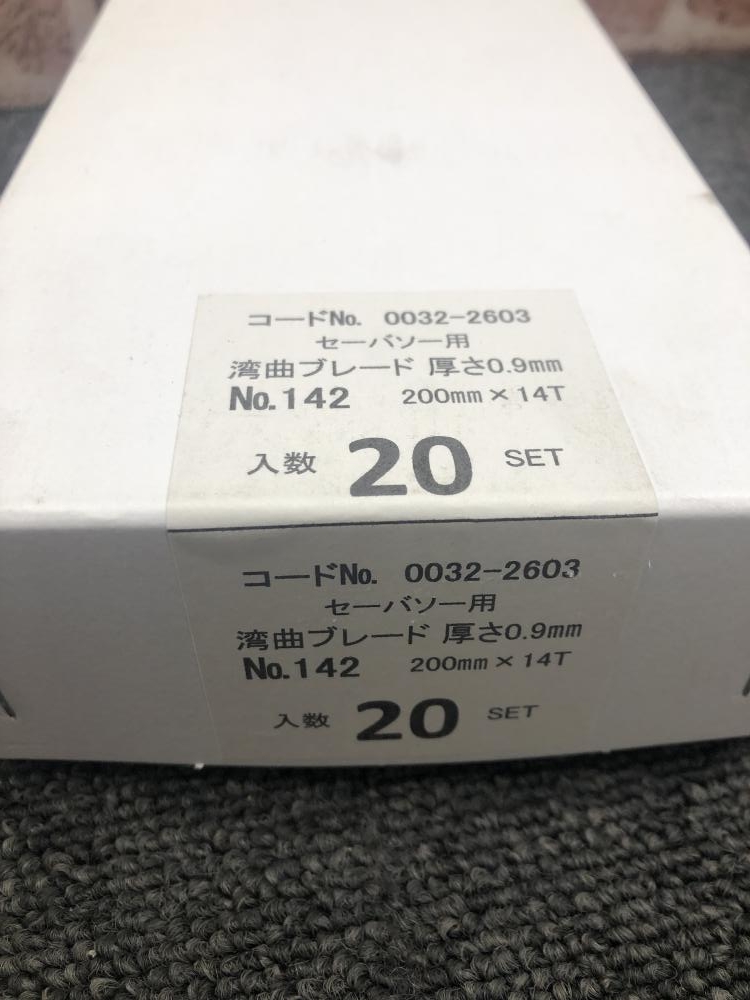 コードNo. 0032-2603
セーバソー用
湾曲ブレード 厚さ0.9mm
No.142 200mm×14T
入数 20 SET
コードNo. 0032-2603
セーバソー用
湾曲ブレード 厚さ0.9mm
No.142 200mm×14T
入数 20 SET